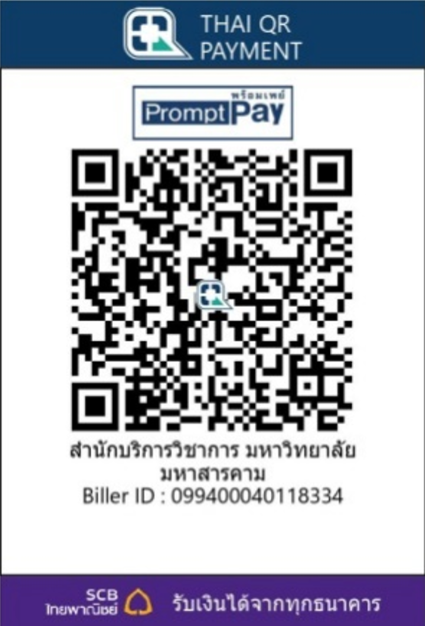 THAI QR
PAYMENT
พร้อมเพย์
PromptPay
สำนักบริการวิชาการ มหาวิทยาลัย
มหาสารคาม
Biller ID : 099400040118334
SCB
ไทยพาณิชย์
รับเงินได้จากทุกธนาคาร